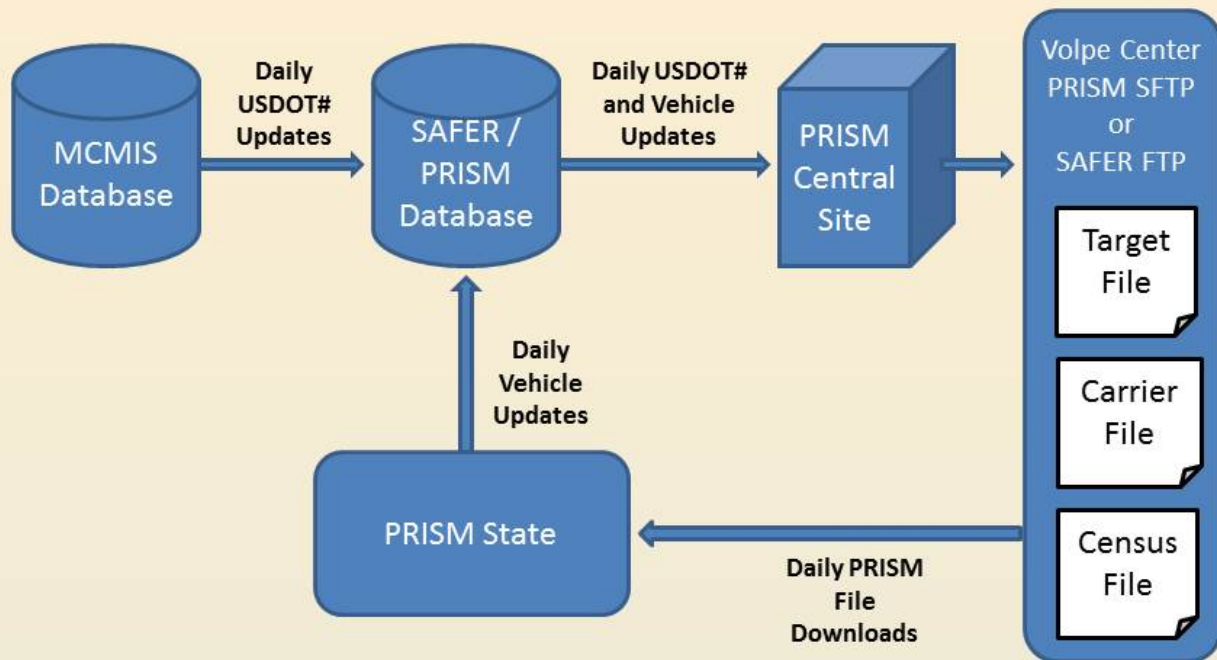 MCMIS
Database
Daily
USDOT#
Updates
SAFER /
PRISM
Database
Daily USDOT#
and Vehicle
Updates
PRISM
Central
Site
Volpe Center
PRISM SFTP
or
SAFER FTP
Target
File
Carrier
File
Census
File
Daily
Vehicle
Updates
PRISM State
Daily PRISM
File
Downloads